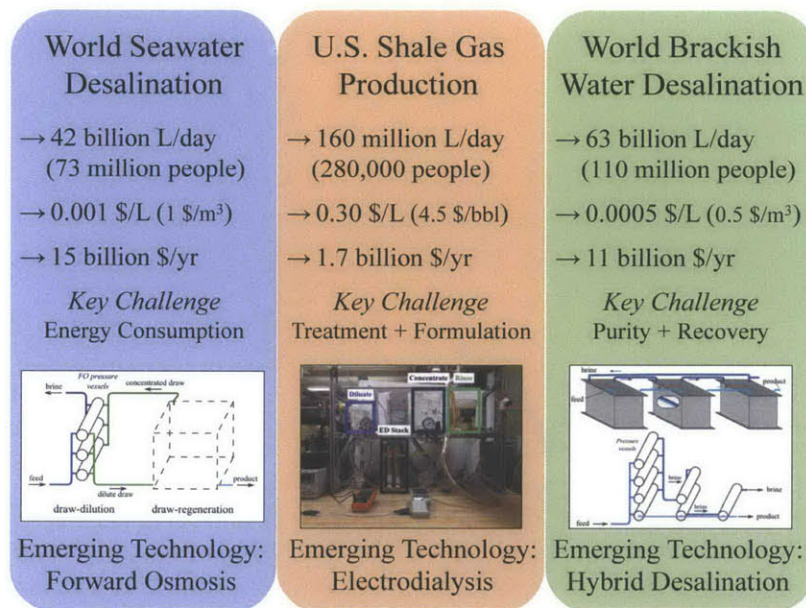 World Seawater
Desalination
→ 42 billion L/day
(73 million people)
→ 0.001 $/L (1 $/m³)
→ 15 billion $/yr
Key Challenge
Energy Consumption
FO pressure
vessels
brine
concentrated draw
feed
dilute draw
product
draw-dilution
draw-regeneration
Emerging Technology:
Forward Osmosis
U.S. Shale Gas
Production
→ 160 million L/day
(280,000 people)
→ 0.30 $/L (4.5 $/bbl)
→ 1.7 billion $/yr
Key Challenge
Treatment + Formulation
Concentrate
Rinse
Diluate
ED Stack
Emerging Technology:
Electrodialysis
World Brackish
Water Desalination
→ 63 billion L/day
(110 million people)
→ 0.0005 $/L (0.5 $/m³)
→ 11 billion $/yr
Key Challenge
Purity + Recovery
brine
product
feed
Pressure
vessels
brine
brine
brine
product
feed
Emerging Technology:
Hybrid Desalination